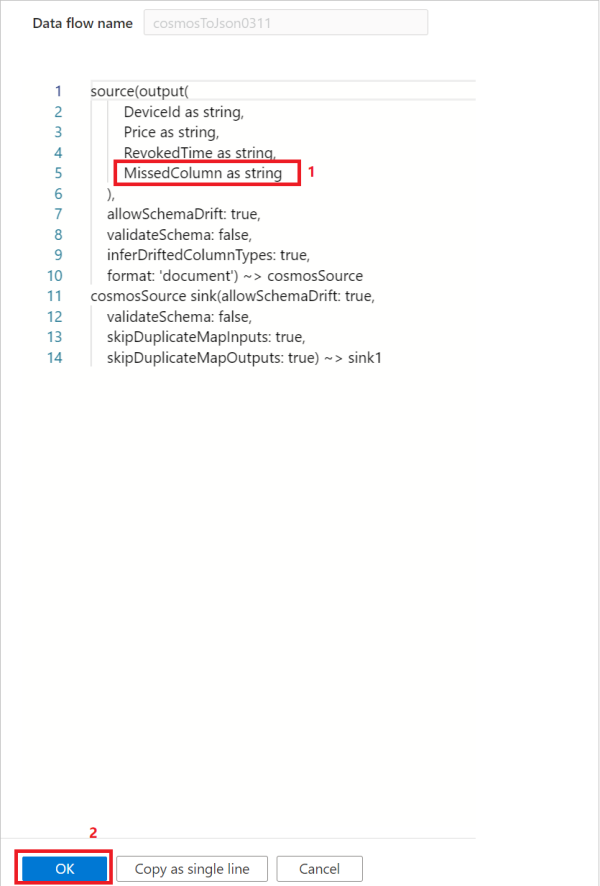 Data flow name cosmosToJson0311
1 source(output(
2 DeviceId as string,
3 Price as string,
4 RevokedTime as string,
5 MissedColumn as string 1
6 ),
7 allowSchemaDrift: true,
8 validateSchema: false,
9 inferDriftedColumnTypes: true,
10 format: 'document') ~> cosmosSource
11 cosmosSource sink(allowSchemaDrift: true,
12 validateSchema: false,
13 skipDuplicateMapInputs: true,
14 skipDuplicateMapOutputs: true) ~> sink1
2
OK Copy as single line Cancel